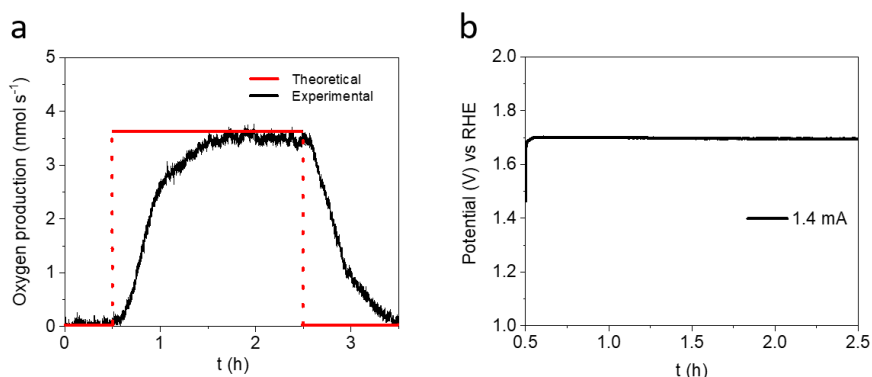 a
5
4
3
2
1
0
Oxygen production (nmol s⁻¹)
Theoretical
Experimental
0
1
2
3
t (h)
b
2.0
1.8
1.6
1.4
1.2
1.0
Potential (V) vs RHE
1.4 mA
0.5
1.0
1.5
2.0
2.5
t (h)